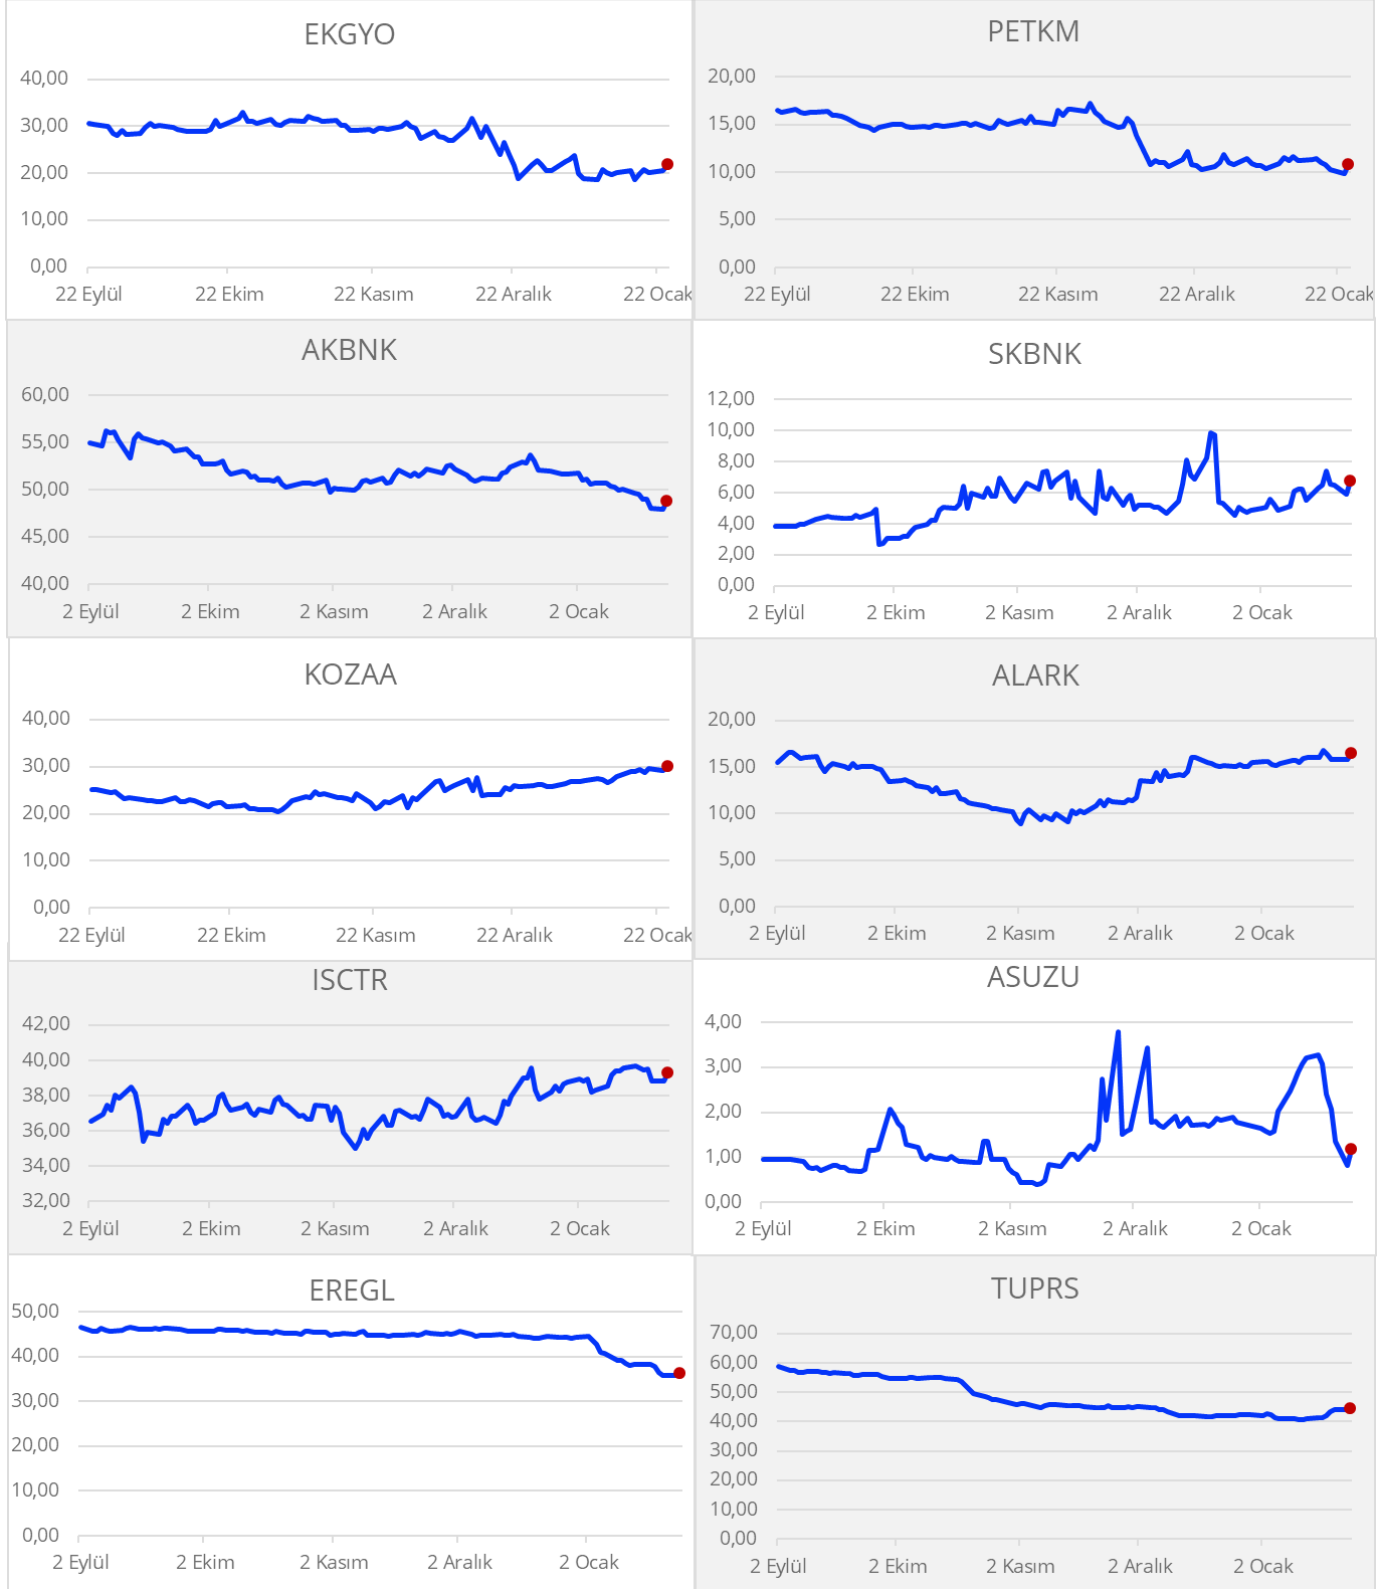 EKGYO
40,00
30,00
20,00
10,00
0,00
22 Eylül 22 Ekim 22 Kasım 22 Aralık 22 Ocak
PETKM
20,00
15,00
10,00
5,00
0,00
22 Eylül 22 Ekim 22 Kasım 22 Aralık 22 Ocak
AKBNK
60,00
55,00
50,00
45,00
40,00
2 Eylül 2 Ekim 2 Kasım 2 Aralık 2 Ocak
SKBNK
12,00
10,00
8,00
6,00
4,00
2,00
0,00
2 Eylül 2 Ekim 2 Kasım 2 Aralık 2 Ocak
KOZAA
40,00
30,00
20,00
10,00
0,00
22 Eylül 22 Ekim 22 Kasım 22 Aralık 22 Ocak
ALARK
20,00
15,00
10,00
5,00
0,00
2 Eylül 2 Ekim 2 Kasım 2 Aralık 2 Ocak
ISCTR
42,00
40,00
38,00
36,00
34,00
32,00
2 Eylül 2 Ekim 2 Kasım 2 Aralık 2 Ocak
ASUZU
4,00
3,00
2,00
1,00
0,00
2 Eylül 2 Ekim 2 Kasım 2 Aralık 2 Ocak
EREGL
50,00
40,00
30,00
20,00
10,00
0,00
2 Eylül 2 Ekim 2 Kasım 2 Aralık 2 Ocak
TUPRS
70,00
60,00
50,00
40,00
30,00
20,00
10,00
0,00
2 Eylül 2 Ekim 2 Kasım 2 Aralık 2 Ocak